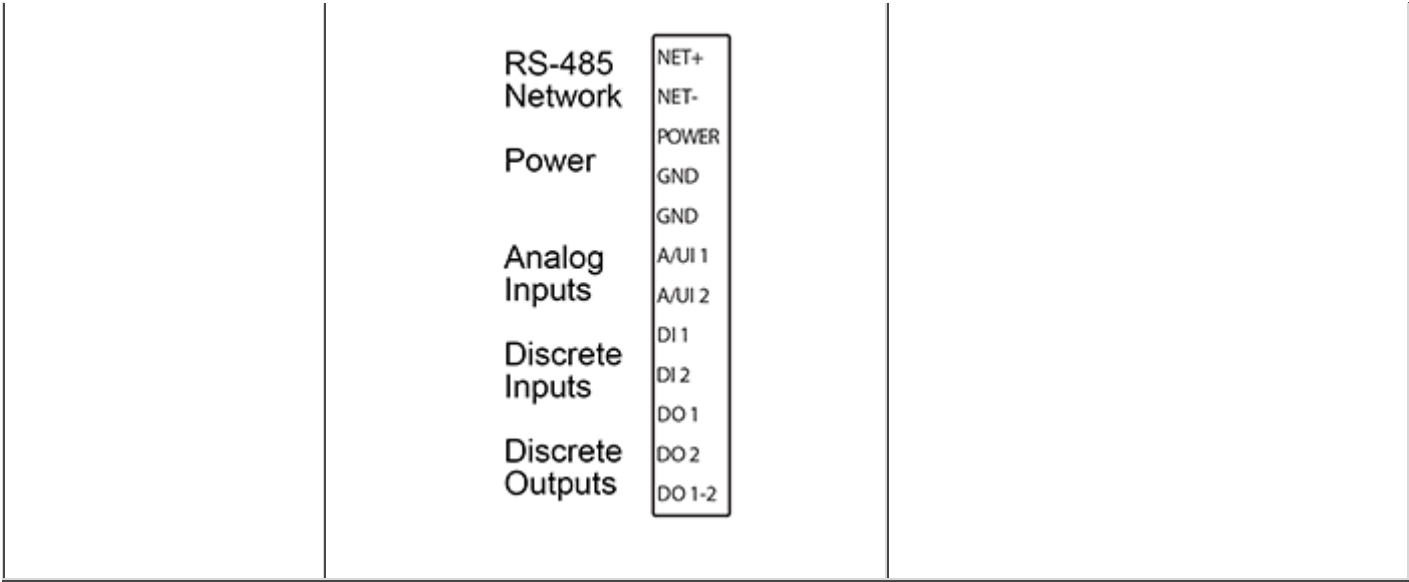 RS-485
Network
Power
Analog
Inputs
Discrete
Inputs
Discrete
Outputs
NET+
NET-
POWER
GND
GND
A/UI 1
A/UI 2
DI 1
DI 2
DO 1
DO 2
DO 1-2